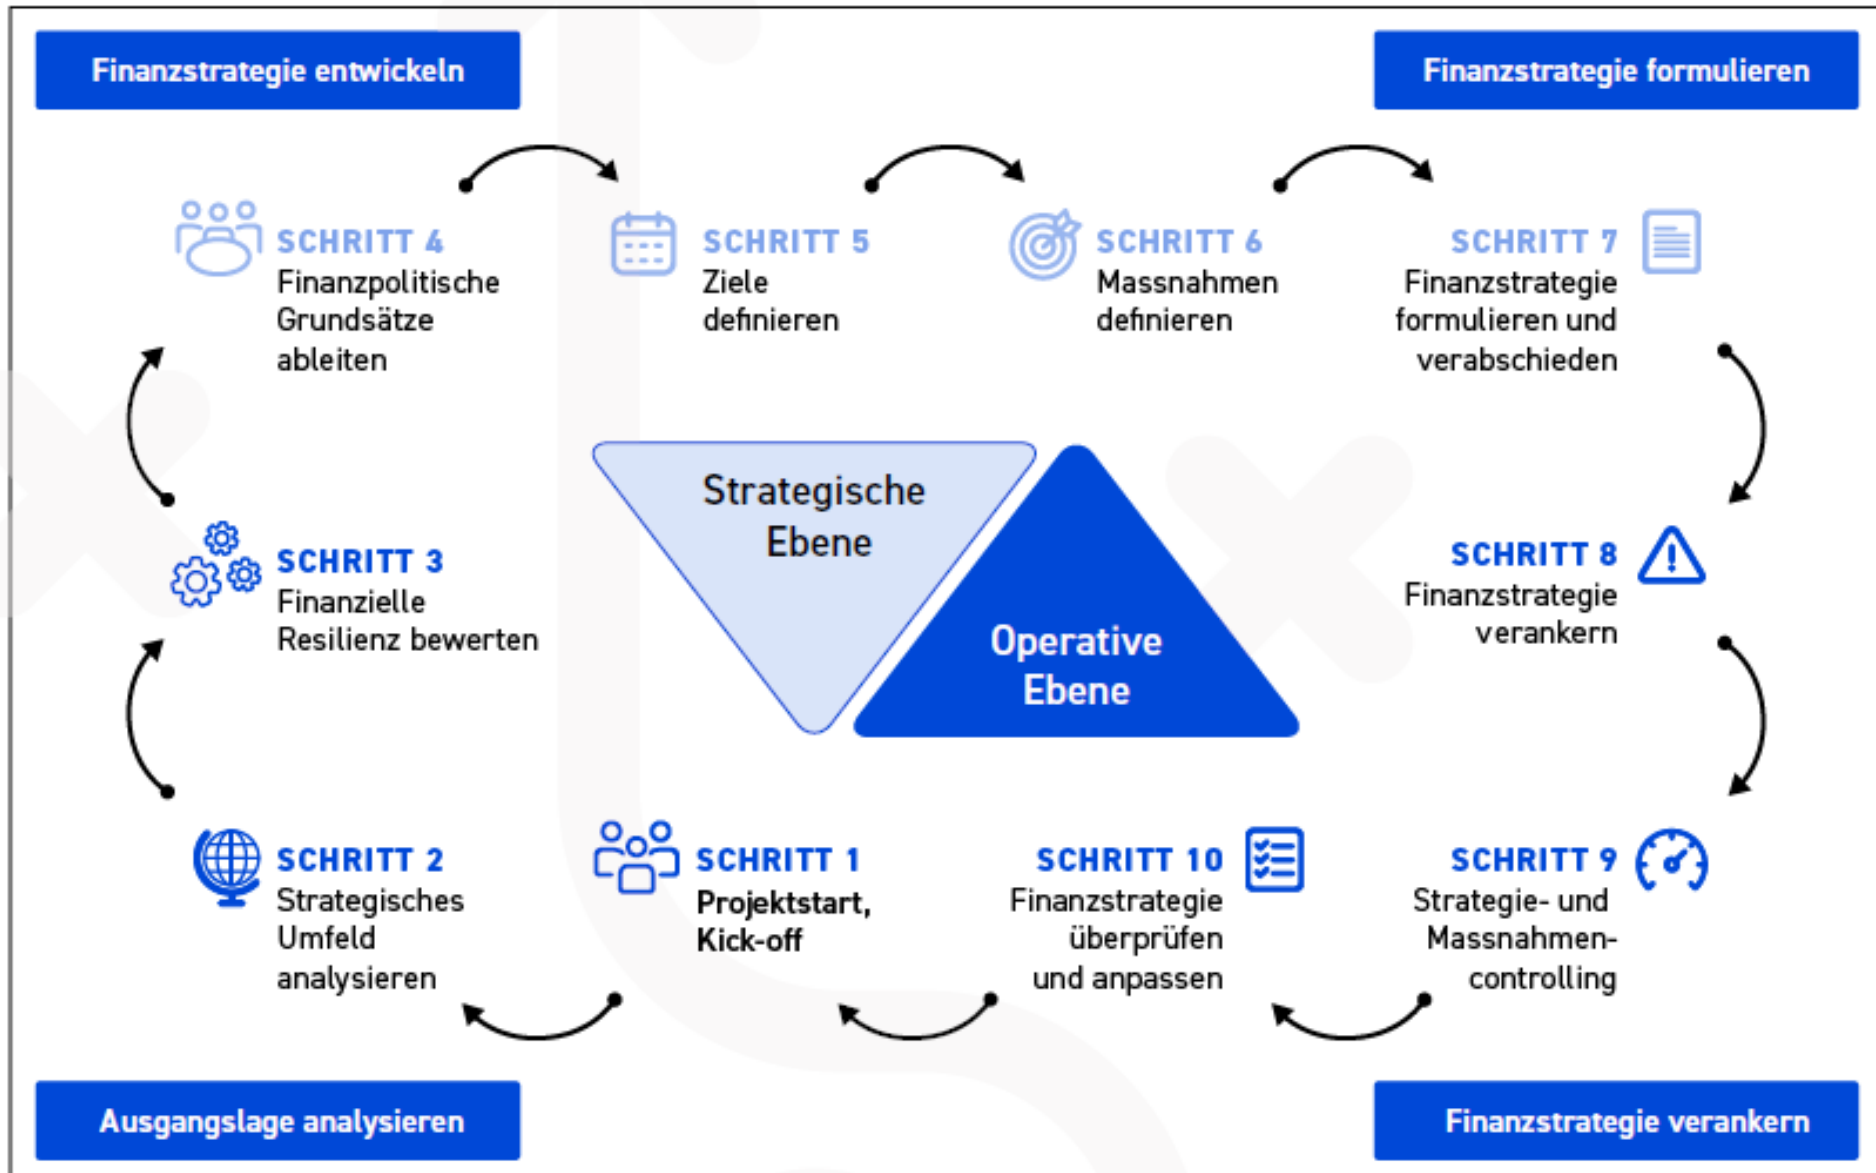 Finanzstrategie entwickeln
Finanzstrategie formulieren
SCHRITT 4
Finanzpolitische
Grundsätze
ableiten
SCHRITT 5
Ziele
definieren
SCHRITT 6
Massnahmen
definieren
SCHRITT 7
Finanzstrategie
formulieren und
verabschieden
Strategische
Ebene
Operative
Ebene
SCHRITT 3
Finanzielle
Resilienz bewerten
SCHRITT 8
Finanzstrategie
verankern
SCHRITT 2
Strategisches
Umfeld
analysieren
SCHRITT 1
Projektstart,
Kick-off
SCHRITT 10
Finanzstrategie
überprüfen
und anpassen
SCHRITT 9
Strategie- und
Massnahmen-
controlling
Ausgangslage analysieren
Finanzstrategie verankern